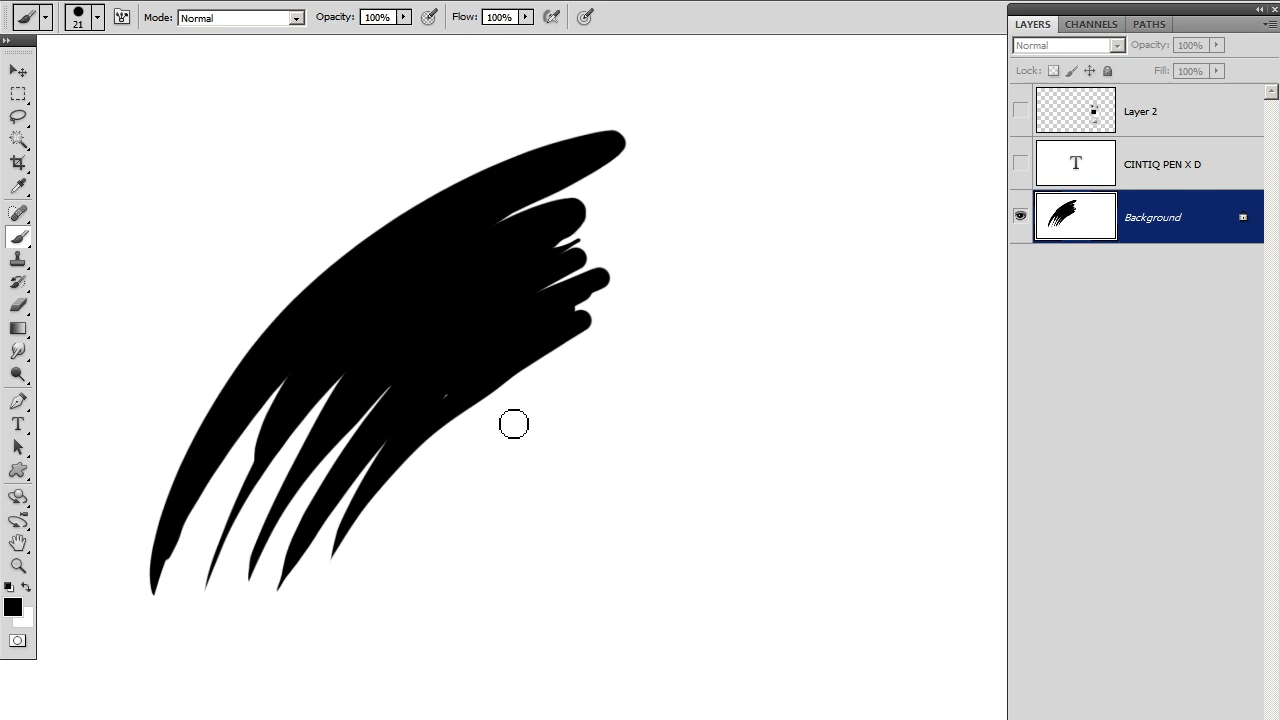 21 Mode: Normal Opacity: 100% Flow: 100%
LAYERS CHANNELS PATHS
Normal Opacity: 100%
Lock: Fill: 100%
Layer 2
T CINTIQ PEN X D
Background
T